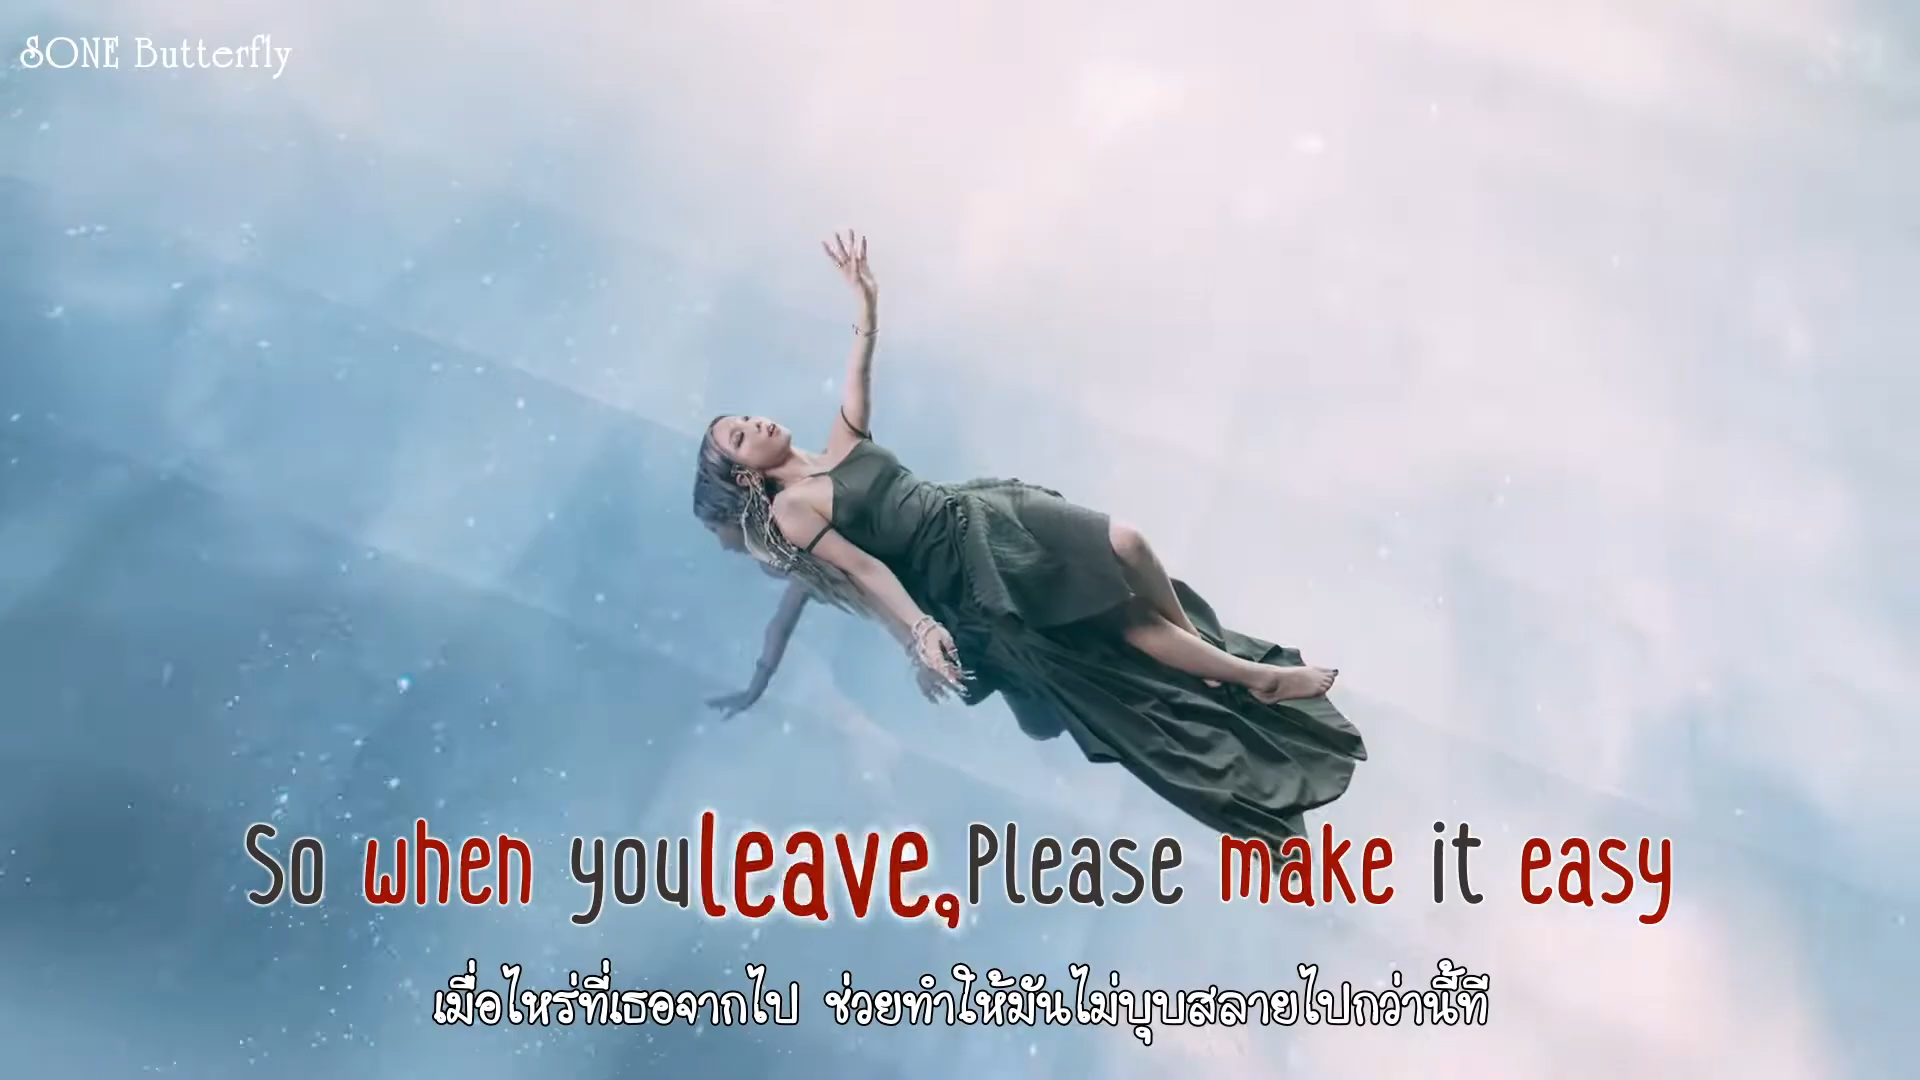 SONE Butterfly
So when you leave, Please make it easy
เมื่อไหร่ที่เธอจากไป ช่วยทำให้มันไม่บุบสลายไปกว่านี้ที